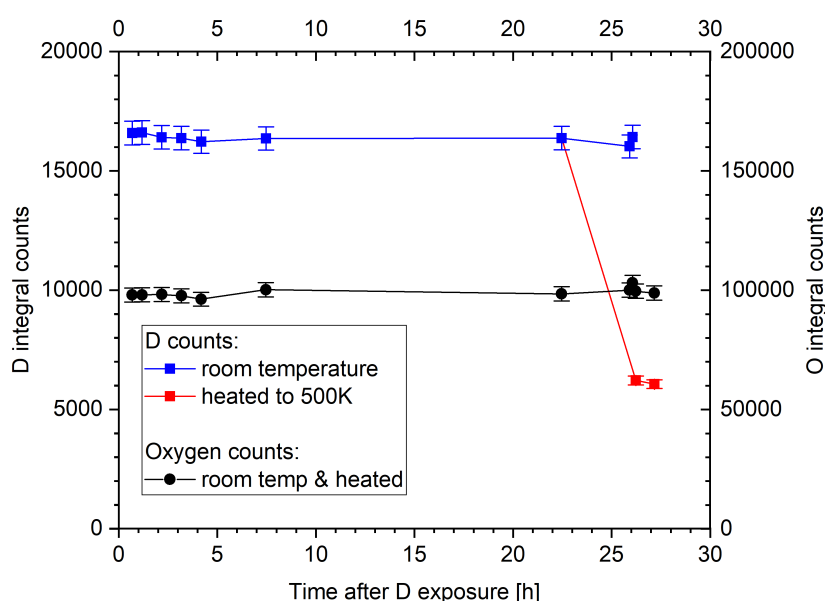 0 5 10 15 20 25 30
20000 200000
15000 150000
10000 100000
5000 50000
0 0
D integral counts
O integral counts
D counts:
room temperature
heated to 500K
Oxygen counts:
room temp & heated
0 5 10 15 20 25 30
Time after D exposure [h]